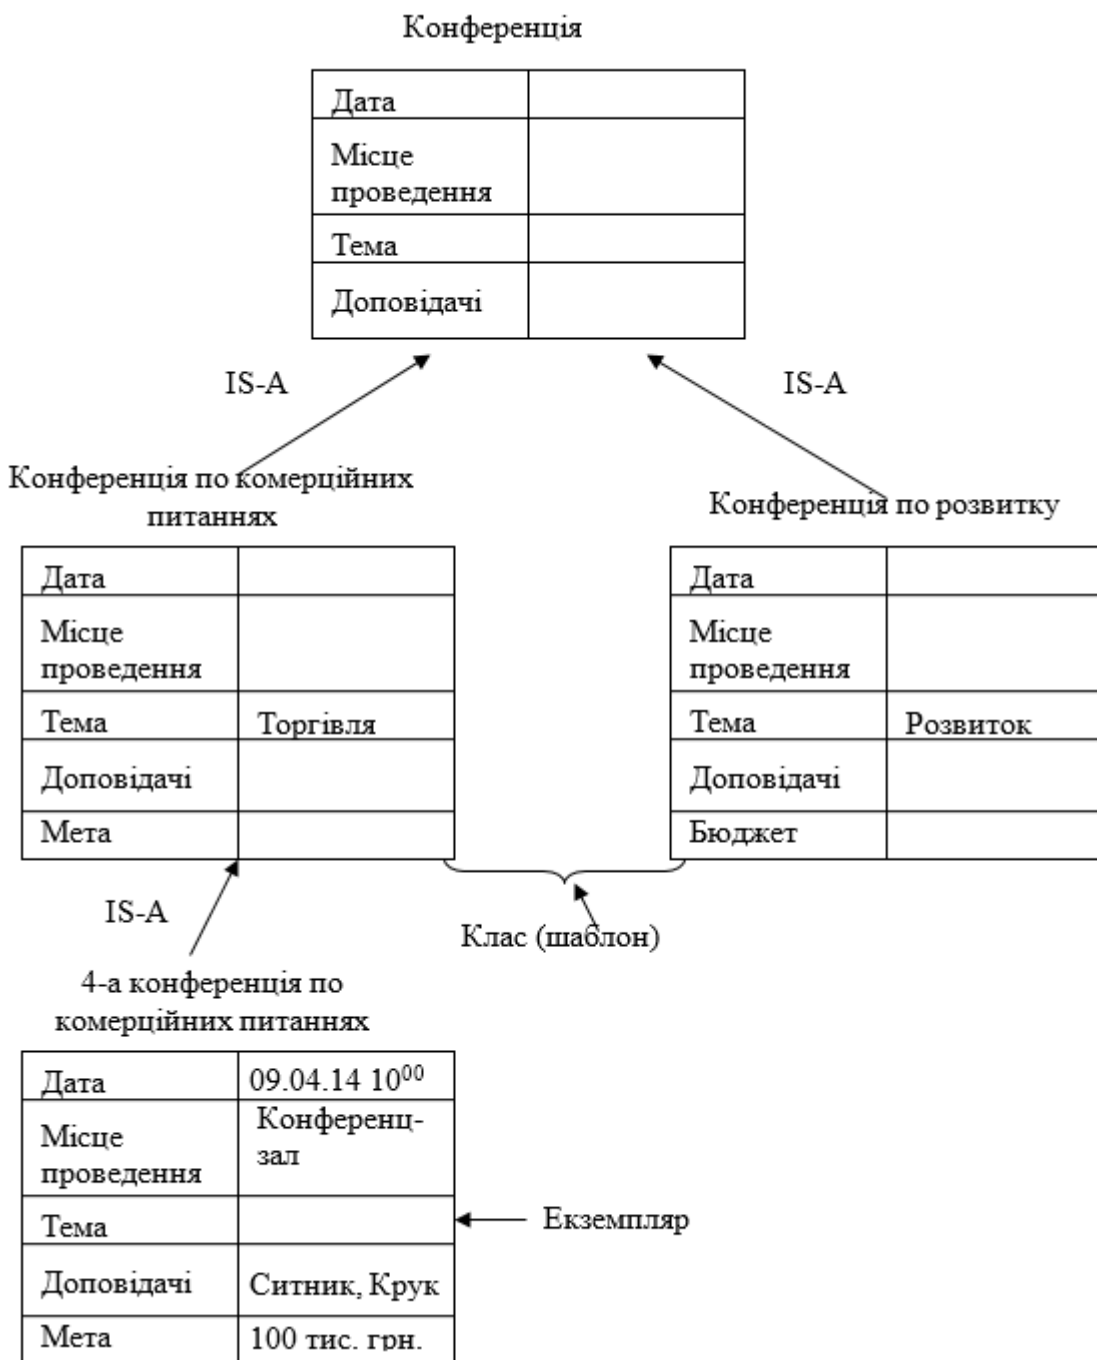 Конференція
Дата
Місце
проведення
Тема
Доповідачі
IS-A
IS-A
Конференція по комерційних
питаннях
Дата
Місце
проведення
Тема Торгівля
Доповідачі
Мета
Конференція по розвитку
Дата
Місце
проведення
Тема Розвиток
Доповідачі
Бюджет
IS-A
Клас (шаблон)
4-а конференція по
комерційних питаннях
Дата 09.04.14 10⁰⁰
Місце
проведення
Конференц-
зал
Тема
Екземпляр
Доповідачі Ситник, Крук
Мета 100 тис. грн.